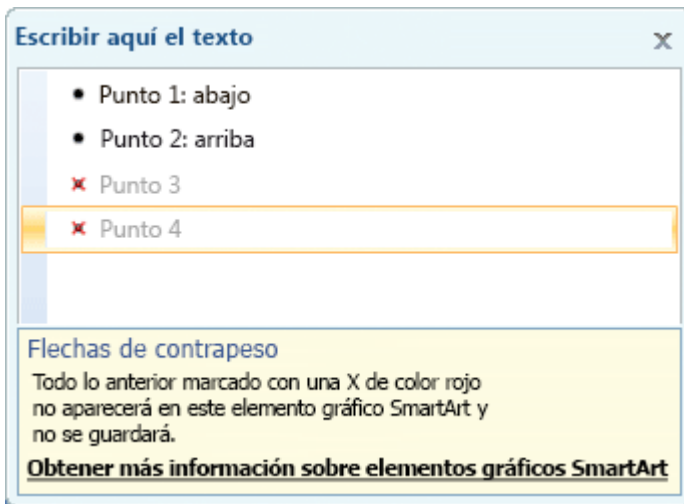 Escribir aquí el texto
Punto 1: abajo
Punto 2: arriba
Punto 3
Punto 4
Flechas de contrapeso
Todo lo anterior marcado con una X de color rojo
no aparecerá en este elemento gráfico SmartArt y
no se guardará.
Obtener más información sobre elementos gráficos SmartArt